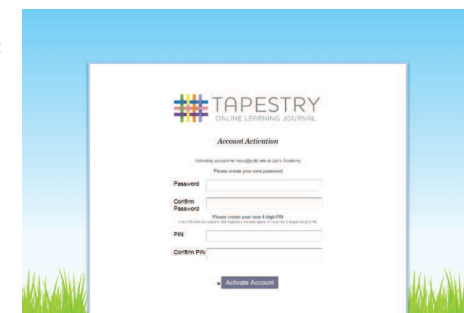 TAPESTRY
ONLINE LEARNING JOURNAL
Account Activation
Please create your new password
Password
Confirm
Password
Please create your new 4 digit PIN
PIN
Confirm PIN
Activate Account